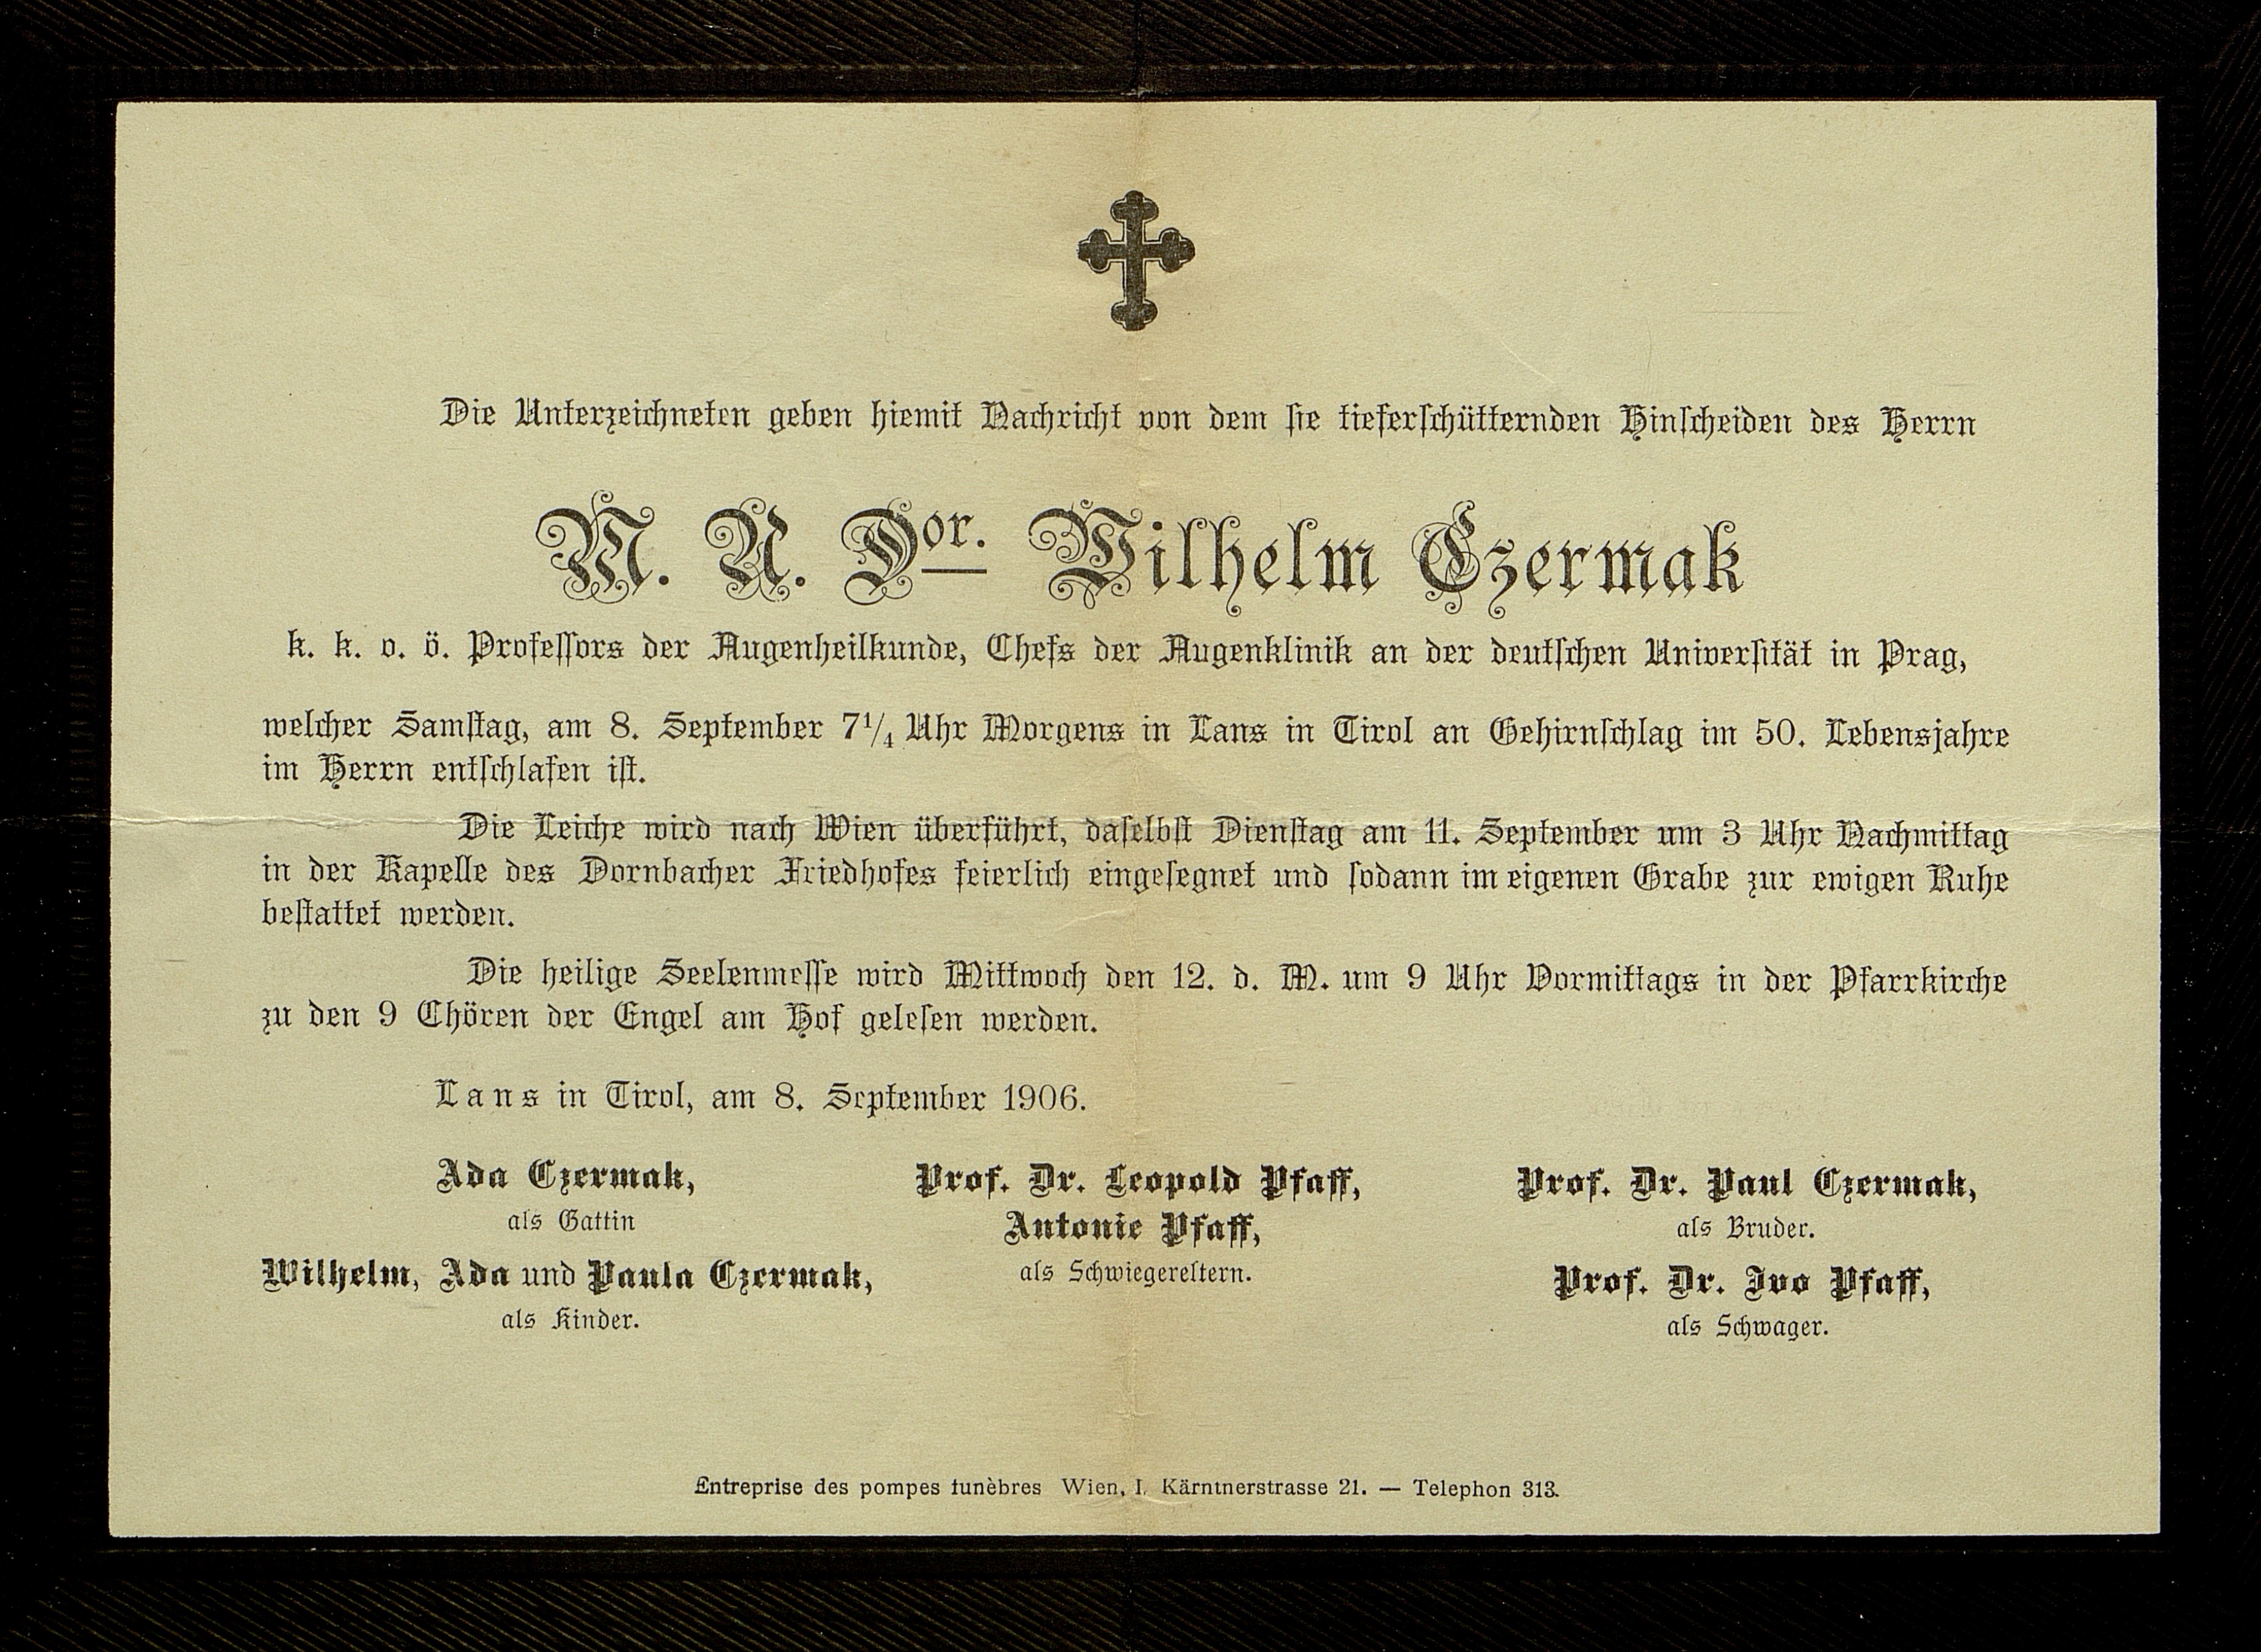 Die Unterzeichneten geben hiemit Nachricht von dem sie tieferschütternden Hinscheiden des Herrn
M. U. Dor. Wilhelm Czermak
k. k. o. ö. Professors der Augenheilkunde, Chefs der Augenklinik an der deutschen Universität in Prag,
welcher Samstag, am 8. September 7¹/₄ Uhr Morgens in Lans in Tirol an Gehirnschlag im 50. Lebensjahre
im Herrn entschlafen ist.
Die Leiche wird nach Wien überführt, daselbst Dienstag am 11. September um 3 Uhr Nachmittag
in der Kapelle des Dornbacher Friedhofes feierlich eingesegnet und sodann im eigenen Grabe zur ewigen Ruhe
bestattet werden.
Die heilige Seelenmesse wird Mittwoch den 12. d. M. um 9 Uhr Vormittags in der Pfarrkirche
zu den 9 Chören der Engel am Hof gelesen werden.
Lans in Tirol, am 8. September 1906.
Ada Czermak,
als Gattin
Wilhelm, Ada und Paula Czermak,
als Kinder.
Prof. Dr. Leopold Pfaff,
Antonie Pfaff,
als Schwiegereltern.
Prof. Dr. Paul Czermak,
als Bruder.
Prof. Dr. Ivo Pfaff,
als Schwager.
Entreprise des pompes funèbres Wien, I. Kärntnerstrasse 21. — Telephon 313.